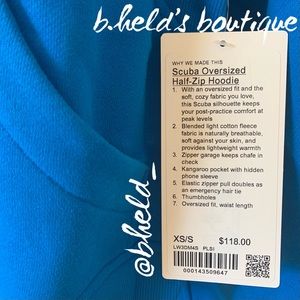 b.held's boutique
WHY WE MADE THIS
Scuba Oversized
Half-Zip Hoodie
1. With an oversized fit and the
soft, cozy fabric you love,
this Scuba silhouette keeps
your post-practice comfort at
peak levels
2. Blended light cotton fleece
fabric is naturally breathable,
soft against your skin, and
provides lightweight warmth
3. Zipper garage keeps chafe in
check
4. Kangaroo pocket with hidden
phone sleeve
5. Elastic zipper pull doubles as
an emergency hair tie
6. Thumbholes
7. Oversized fit, waist length
XS/S $118.00
LW3DM4S PLSI
000143509647
@bheld_